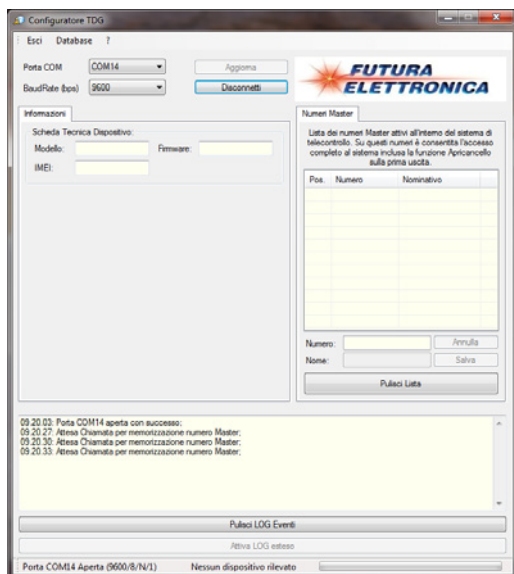 Configuratore TDG
Esci Database ?
Porta COM COM14 Aggiorna
BaudRate (bps) 9600 Disconnetti
FUTURA
ELETTRONICA
Informazioni
Scheda Tecnica Dispositivo:
Modello: Firmware:
IMEI:
Numeri Master
Lista dei numeri Master attivi all'interno del sistema di
telecontrollo. Su questi numeri è consentita l'accesso
completo al sistema inclusa la funzione Apricancello
sulla prima uscita.
Pos. Numero Nominativo
Numero: Annulla
Nome: Salva
Pulisci Lista
09.20.03: Porta COM14 aperta con successo;
09.20.27: Attesa Chiamata per memorizzazione numero Master;
09.20.30: Attesa Chiamata per memorizzazione numero Master;
09.20.33: Attesa Chiamata per memorizzazione numero Master;
Pulisci LOG Eventi
Attiva LOG esteso
Porta COM14 Aperta (9600/8/N/1) Nessun dispositivo rilevato